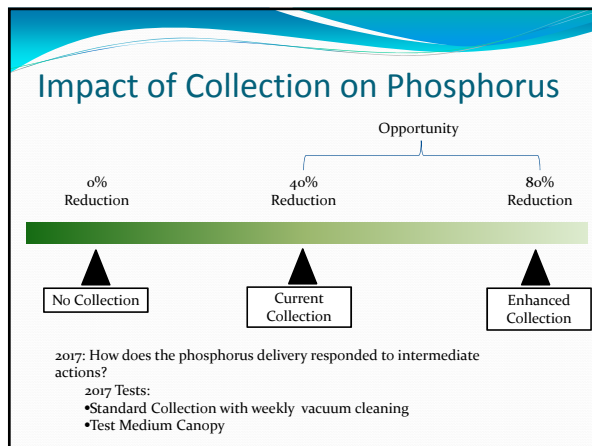 Impact of Collection on Phosphorus
Opportunity
0%
Reduction
40%
Reduction
80%
Reduction
No Collection
Current
Collection
Enhanced
Collection
2017: How does the phosphorus delivery responded to intermediate
actions?
2017 Tests:
•Standard Collection with weekly vacuum cleaning
•Test Medium Canopy